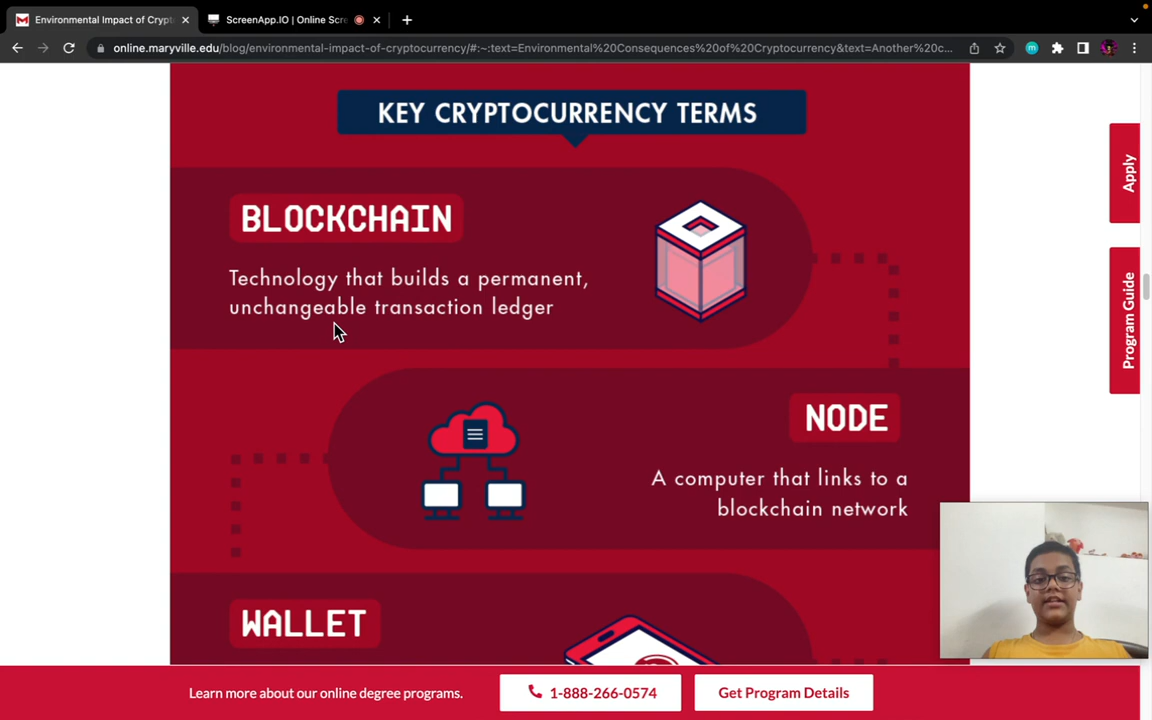 Environmental Impact of Crypt
ScreenApp.IO | Online Scre
online.maryville.edu/blog/environmental-impact-of-cryptocurrency/#:~:text=Environmental%20Consequences%20of%20Cryptocurrency&text=Another%20c...
KEY CRYPTOCURRENCY TERMS
BLOCKCHAIN
Technology that builds a permanent,
unchangeable transaction ledger
NODE
A computer that links to a
blockchain network
WALLET
Apply
Program Guide
Learn more about our online degree programs.
1-888-266-0574
Get Program Details